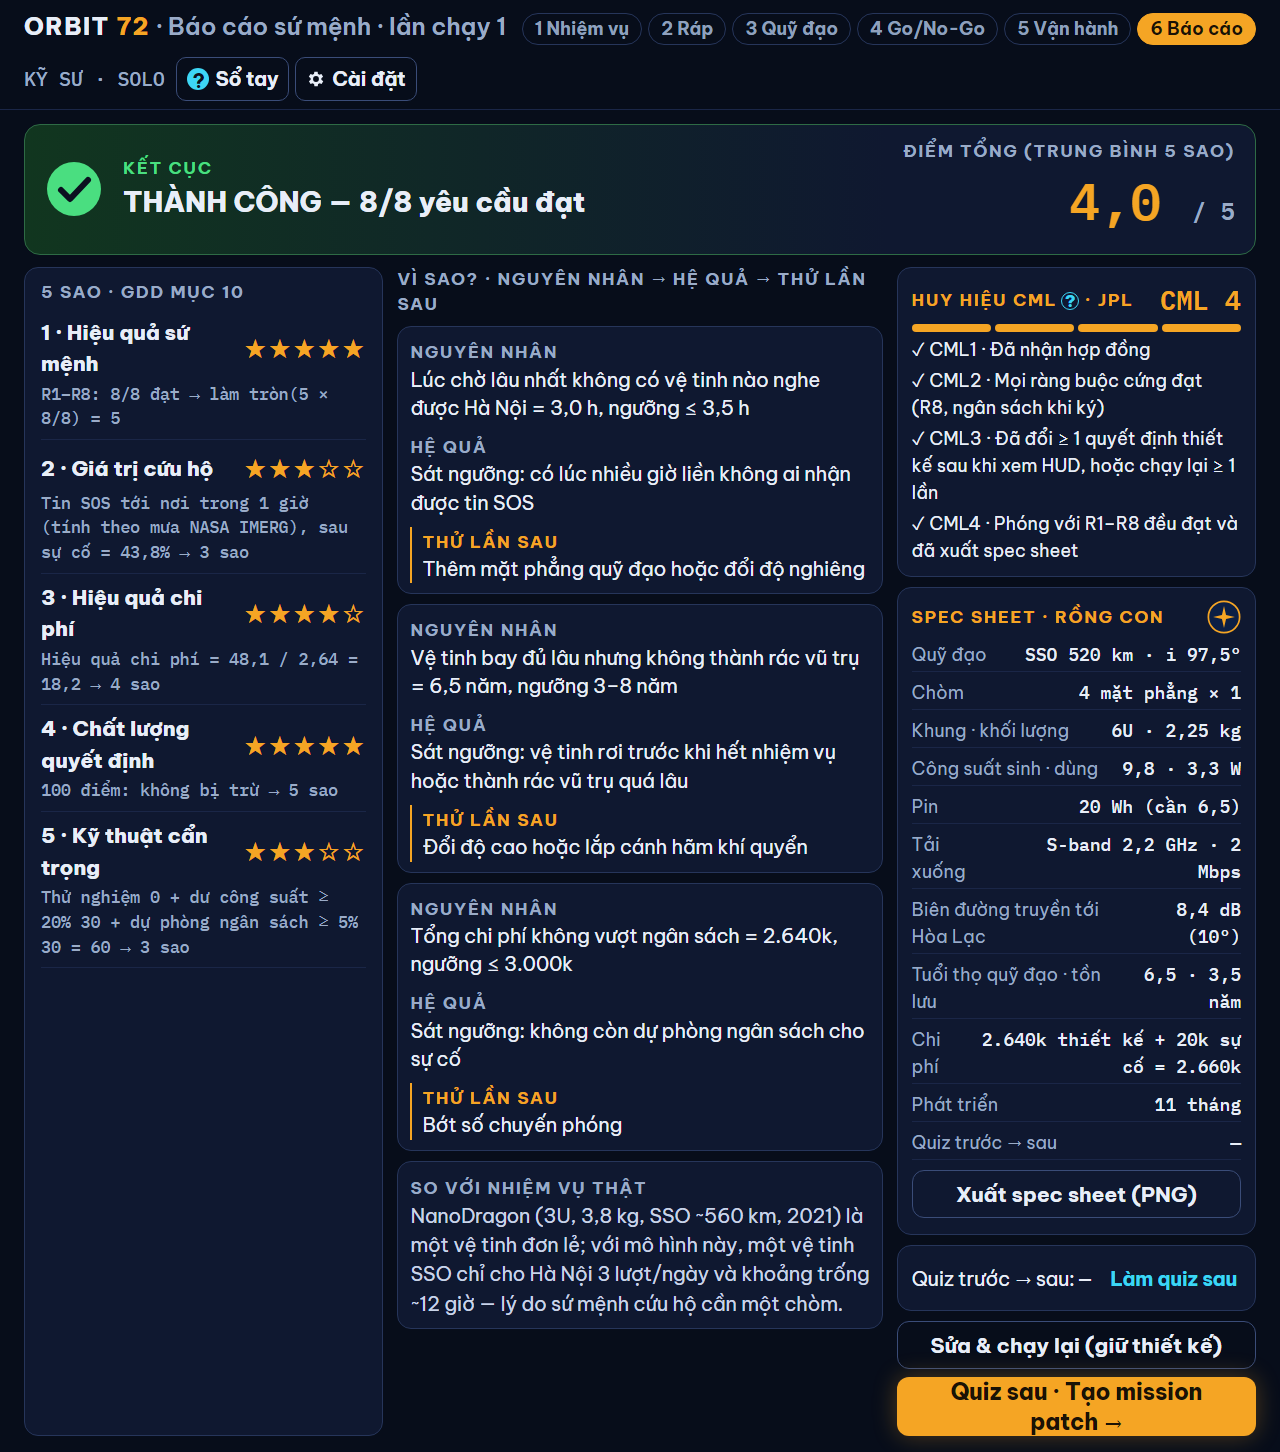 ORBIT 72 · Báo cáo sứ mệnh · lần chạy 1
1 Nhiệm vụ
2 Ráp
3 Quỹ đạo
4 Go/No-Go
5 Vận hành
6 Báo cáo
KỸ SƯ · SOLO
? Sổ tay
Cài đặt
KẾT CỤC
THÀNH CÔNG — 8/8 yêu cầu đạt
ĐIỂM TỔNG (TRUNG BÌNH 5 SAO)
4,0 / 5
5 SAO · GDD MỤC 10
1 · Hiệu quả sứ
mệnh
★★★★★
R1–R8: 8/8 đạt → làm tròn(5 ×
8/8) = 5
2 · Giá trị cứu hộ ★★★☆☆
Tin SOS tới nơi trong 1 giờ
(tính theo mưa NASA IMERG), sau
sự cố = 43,8% → 3 sao
3 · Hiệu quả chi
phí
★★★★☆
Hiệu quả chi phí = 48,1 / 2,64 =
18,2 → 4 sao
4 · Chất lượng
quyết định
★★★★★
100 điểm: không bị trừ → 5 sao
5 · Kỹ thuật cẩn
trọng
★★★☆☆
Thử nghiệm 0 + dư công suất ≥
20% 30 + dự phòng ngân sách ≥ 5%
30 = 60 → 3 sao
VÌ SAO? · NGUYÊN NHÂN → HỆ QUẢ → THỬ LẦN
SAU
NGUYÊN NHÂN
Lúc chờ lâu nhất không có vệ tinh nào nghe
được Hà Nội = 3,0 h, ngưỡng ≤ 3,5 h
HỆ QUẢ
Sát ngưỡng: có lúc nhiều giờ liền không ai nhận
được tin SOS
THỬ LẦN SAU
Thêm mặt phẳng quỹ đạo hoặc đổi độ nghiêng
NGUYÊN NHÂN
Vệ tinh bay đủ lâu nhưng không thành rác vũ trụ
= 6,5 năm, ngưỡng 3–8 năm
HỆ QUẢ
Sát ngưỡng: vệ tinh rơi trước khi hết nhiệm vụ
hoặc thành rác vũ trụ quá lâu
THỬ LẦN SAU
Đổi độ cao hoặc lắp cánh hãm khí quyển
NGUYÊN NHÂN
Tổng chi phí không vượt ngân sách = 2.640k,
ngưỡng ≤ 3.000k
HỆ QUẢ
Sát ngưỡng: không còn dự phòng ngân sách cho
sự cố
THỬ LẦN SAU
Bớt số chuyến phóng
SO VỚI NHIỆM VỤ THẬT
NanoDragon (3U, 3,8 kg, SSO ~560 km, 2021) là
một vệ tinh đơn lẻ; với mô hình này, một vệ tinh
SSO chỉ cho Hà Nội 3 lượt/ngày và khoảng trống
~12 giờ — lý do sứ mệnh cứu hộ cần một chòm.
HUY HIỆU CML ? · JPL CML 4
✓ CML1 · Đã nhận hợp đồng
✓ CML2 · Mọi ràng buộc cứng đạt
(R8, ngân sách khi ký)
✓ CML3 · Đã đổi ≥ 1 quyết định thiết
kế sau khi xem HUD, hoặc chạy lại ≥ 1
lần
✓ CML4 · Phóng với R1–R8 đều đạt và
đã xuất spec sheet
SPEC SHEET · RỒNG CON
Quỹ đạo SSO 520 km · i 97,5°
Chòm 4 mặt phẳng × 1
Khung · khối lượng 6U · 2,25 kg
Công suất sinh · dùng 9,8 · 3,3 W
Pin 20 Wh (cần 6,5)
Tải S-band 2,2 GHz · 2
xuống Mbps
Biên đường truyền tới 8,4 dB
Hòa Lạc (10°)
Tuổi thọ quỹ đạo · tồn 6,5 · 3,5
lưu năm
Chi 2.640k thiết kế + 20k sự
phí cố = 2.660k
Phát triển 11 tháng
Quiz trước → sau –
Xuất spec sheet (PNG)
Quiz trước → sau: – Làm quiz sau
Sửa & chạy lại (giữ thiết kế)
Quiz sau · Tạo mission
patch →